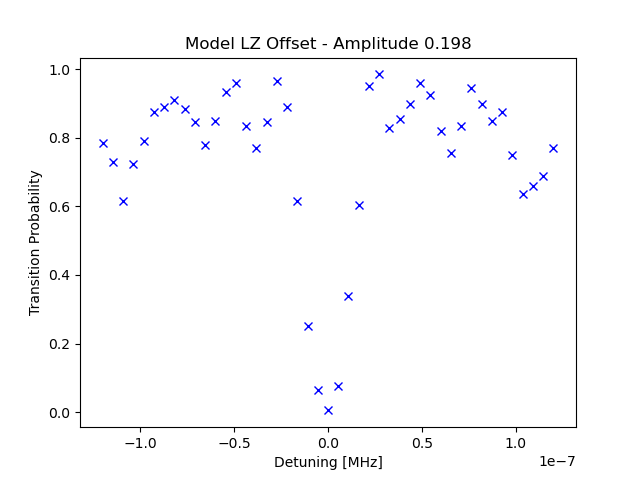 Model LZ Offset - Amplitude 0.198
1.0
0.8
0.6
0.4
0.2
0.0
Transition Probability
−1.0 −0.5 0.0 0.5 1.0
1e−7
Detuning [MHz]